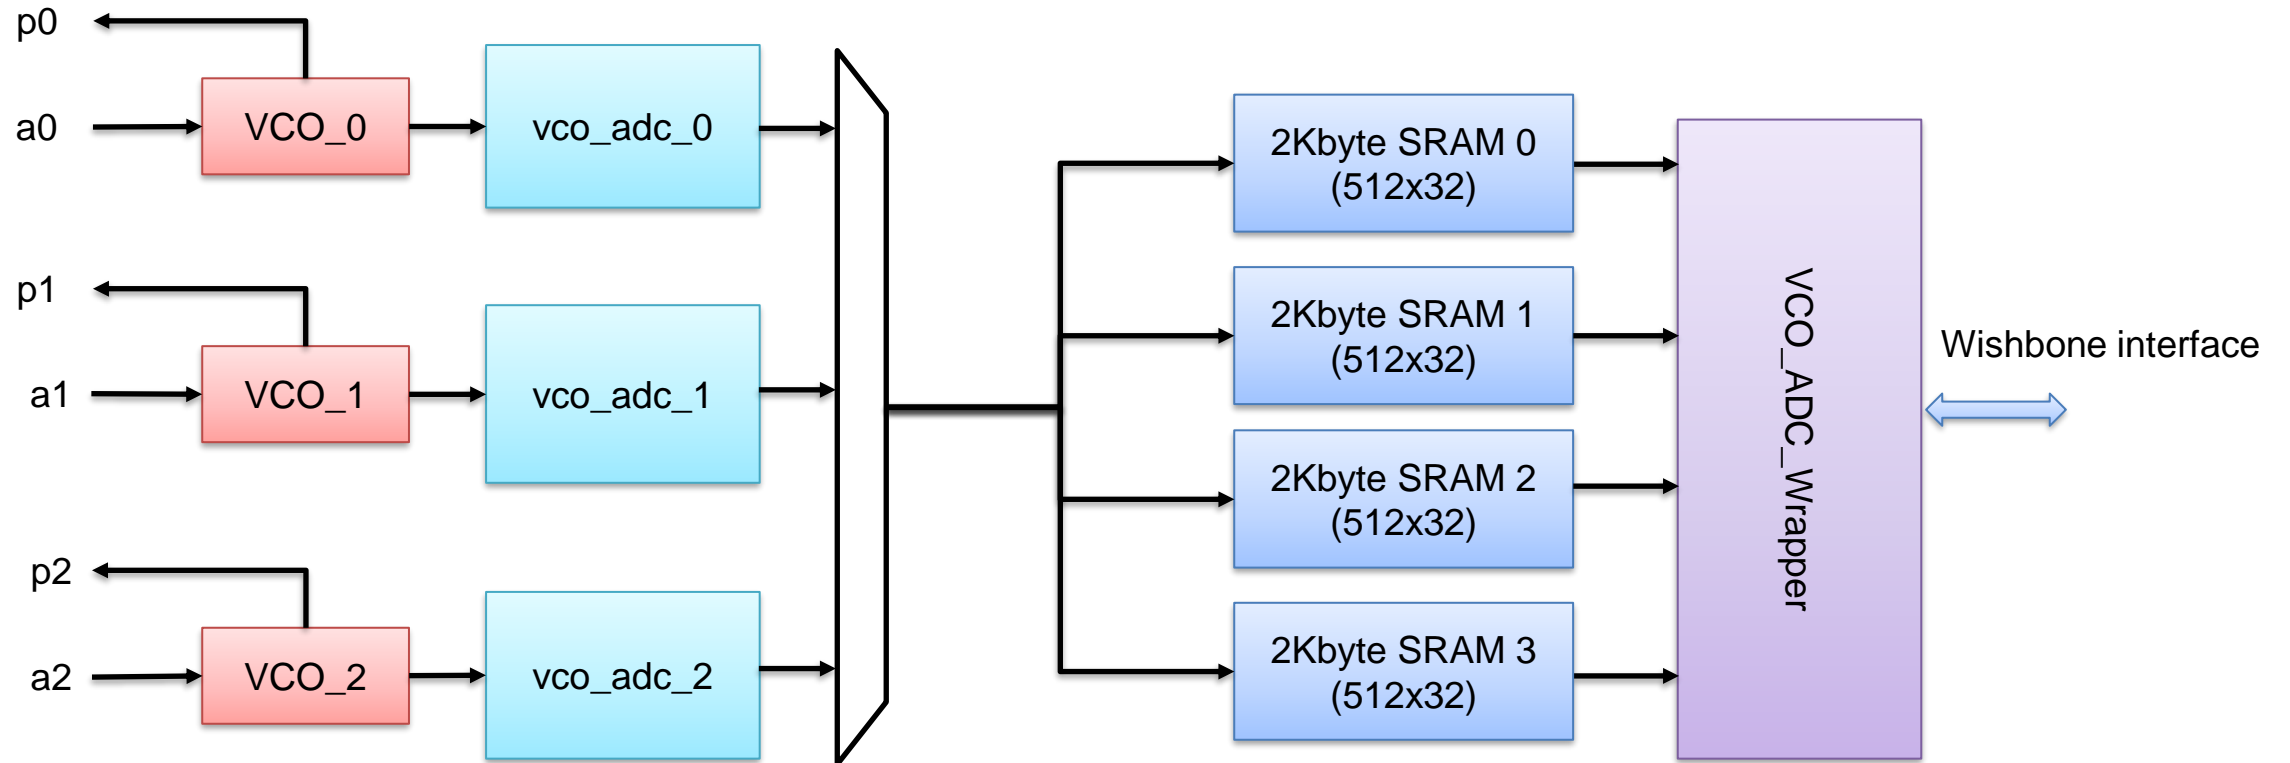 p0
a0
VCO_0
vco_adc_0
p1
a1
VCO_1
vco_adc_1
p2
a2
VCO_2
vco_adc_2
2Kbyte SRAM 0
(512x32)
2Kbyte SRAM 1
(512x32)
2Kbyte SRAM 2
(512x32)
2Kbyte SRAM 3
(512x32)
VCO_ADC_Wrapper
Wishbone interface